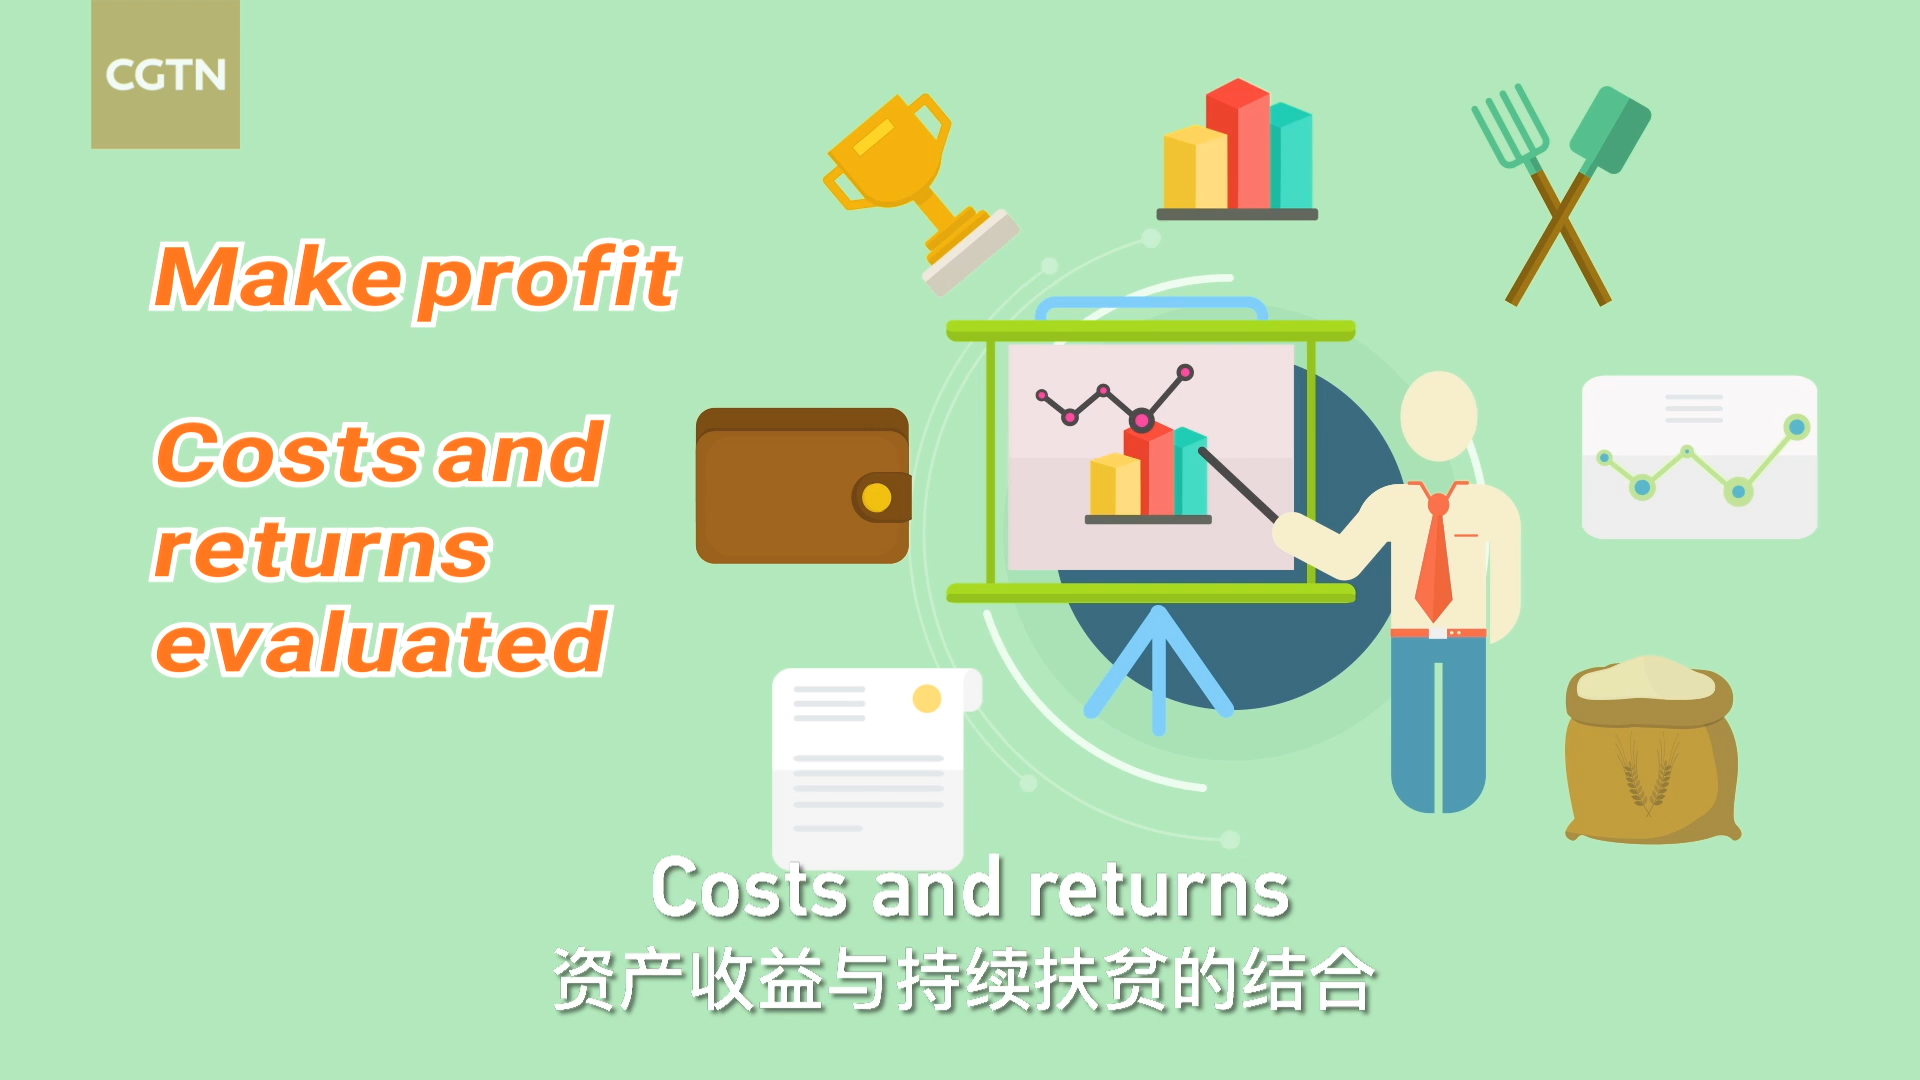 CGTN
Make profit
Costs and
returns
evaluated
Costs and returns
资产收益与持续扶贫的结合